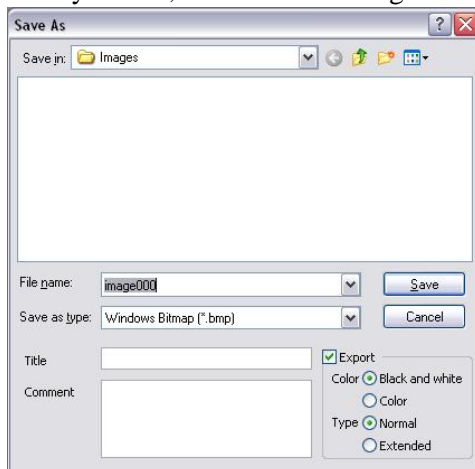 Save As
Save in: Images
File name: image000 Save
Save as type: Windows Bitmap (*.bmp) Cancel
Title
Comment
Export
Color Black and white
Color
Type Normal
Extended